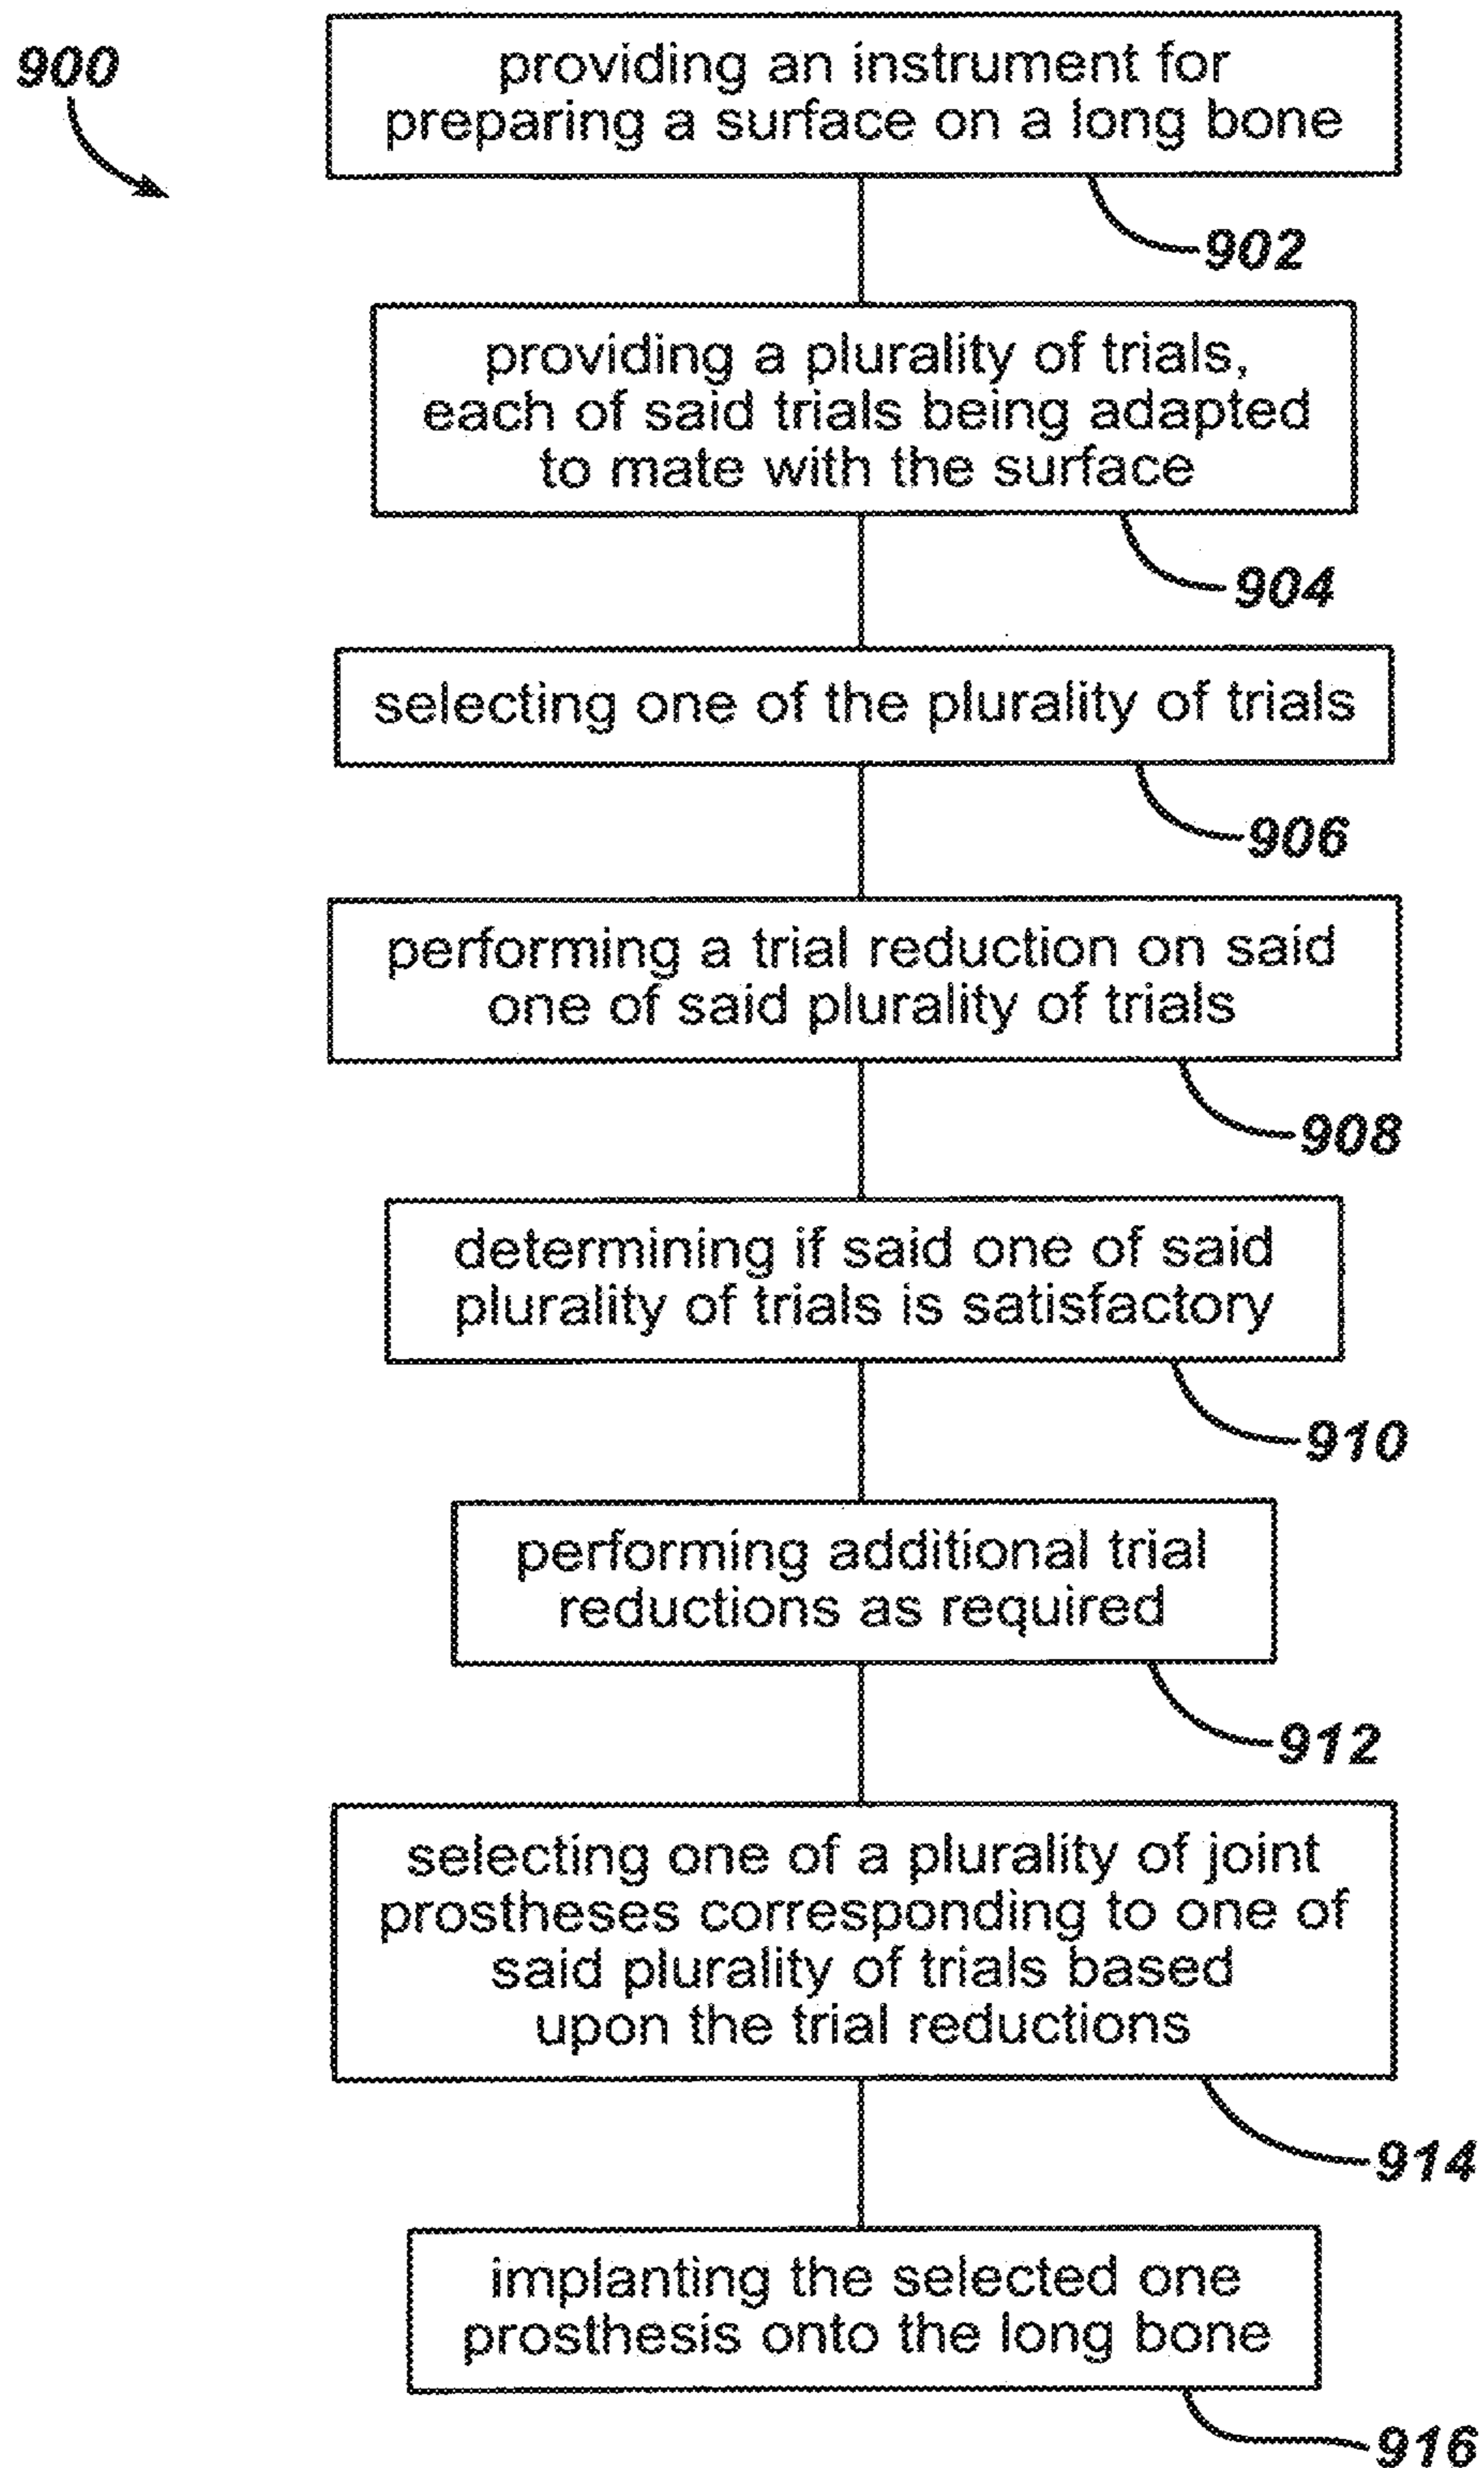 900
providing an instrument for
preparing a surface on a long bone
902
providing a plurality of trials,
each of said trials being adapted
to mate with the surface
904
selecting one of the plurality of trials
906
performing a trial reduction on said
one of said plurality of trials
908
determining if said one of said
plurality of trials is satisfactory
910
performing additional trial
reductions as required
912
selecting one of a plurality of joint
prostheses corresponding to one of
said plurality of trials based
upon the trial reductions
914
implanting the selected one
prosthesis onto the long bone
916